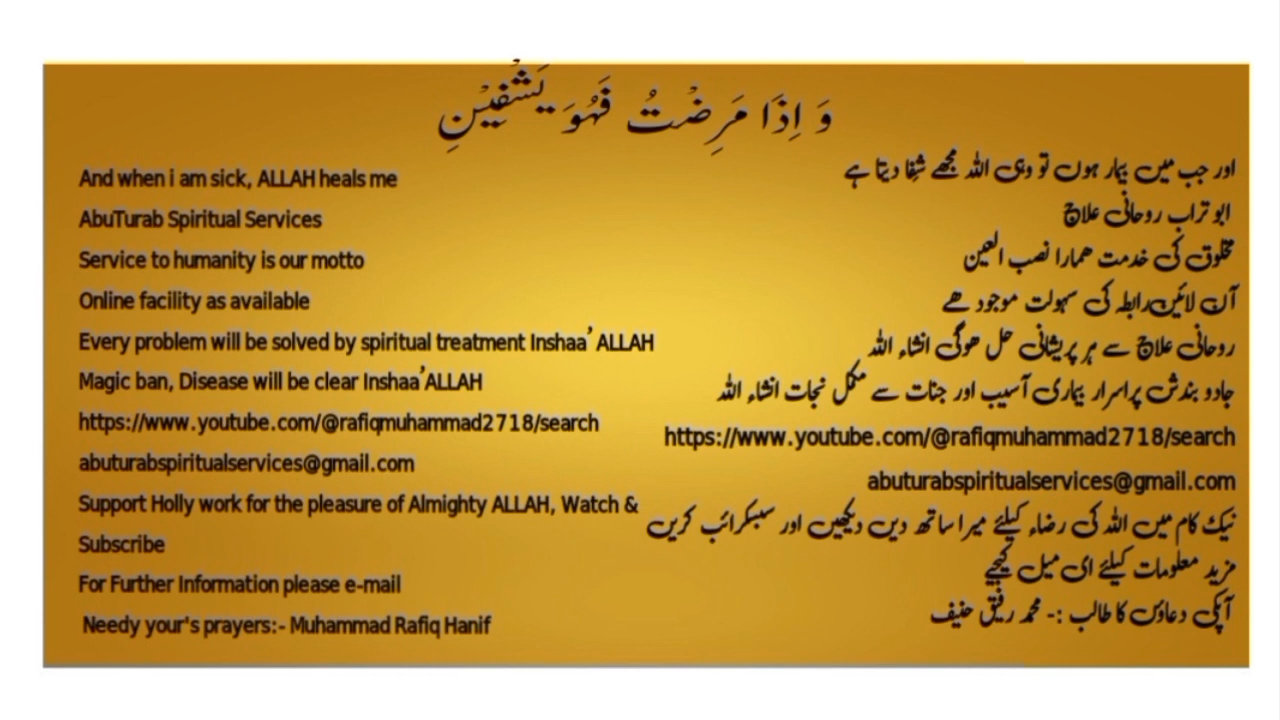 وَ اِذَا مَرِضْتُ فَهُوَ يَشْفِيْنِ
And when i am sick, ALLAH heals me
AbuTurab Spiritual Services
Service to humanity is our motto
Online facility as available
Every problem will be solved by spiritual treatment Inshaa’ ALLAH
Magic ban, Disease will be clear Inshaa’ALLAH
https://www.youtube.com/@rafiqmuhammad2718/search
abuturabspiritualservices@gmail.com
Support Holly work for the pleasure of Almighty ALLAH, Watch &
Subscribe
For Further Information please e-mail
Needy your's prayers:- Muhammad Rafiq Hanif
اور جب میں بیمار ہوں تو وہی اللہ مجھے شِفا دیتا ہے
ابو تراب روحانی علاج
مخلوق کی خدمت ھمارا نصب العین
آن لائین رابطہ کی سہولت موجود ھے
روحانی علاج سے ہر پریشانی حل ھوگی انشاء اللہ
جادو بندش پراسرار بیماری آسیب اور جنات سے مکمل نجات انشاء اللہ
https://www.youtube.com/@rafiqmuhammad2718/search
abuturabspiritualservices@gmail.com
نیک کام میں اللہ کی رضاء کیلئے میرا ساتھ دیں دیکھیں اور سبسکرائب کریں
مزید معلومات کیلئے ای میل کیجیے
آپکی دعاؤں کا طالب :- محمد رفیق حنیف